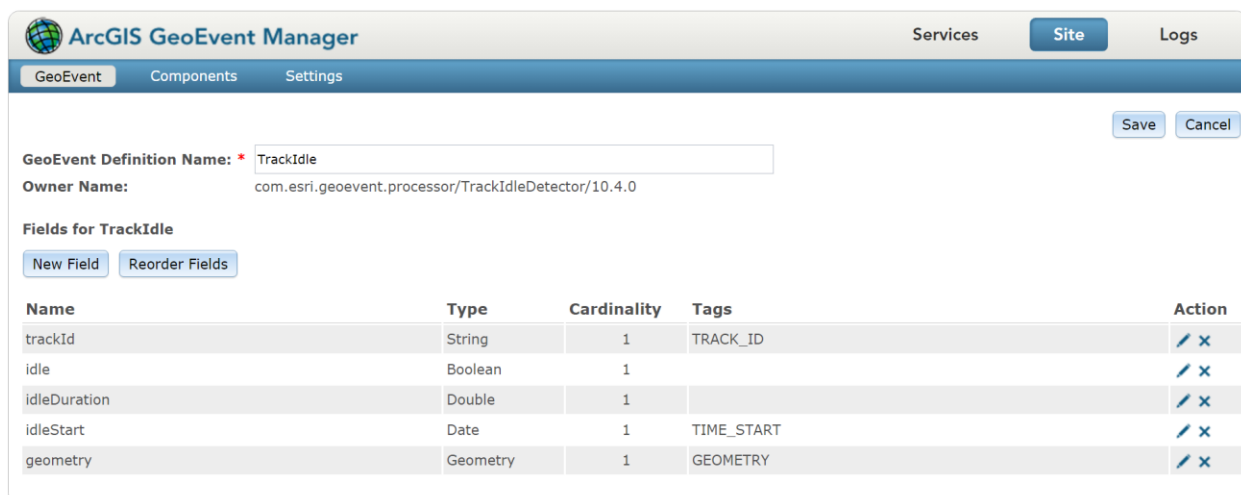 ArcGIS GeoEvent Manager Services Site Logs
GeoEvent Components Settings
Save Cancel
GeoEvent Definition Name: * TrackIdle
Owner Name: com.esri.geoevent.processor/TrackIdleDetector/10.4.0
Fields for TrackIdle
New Field Reorder Fields
Name Type Cardinality Tags Action
trackId String 1 TRACK_ID
idle Boolean 1
idleDuration Double 1
idleStart Date 1 TIME_START
geometry Geometry 1 GEOMETRY